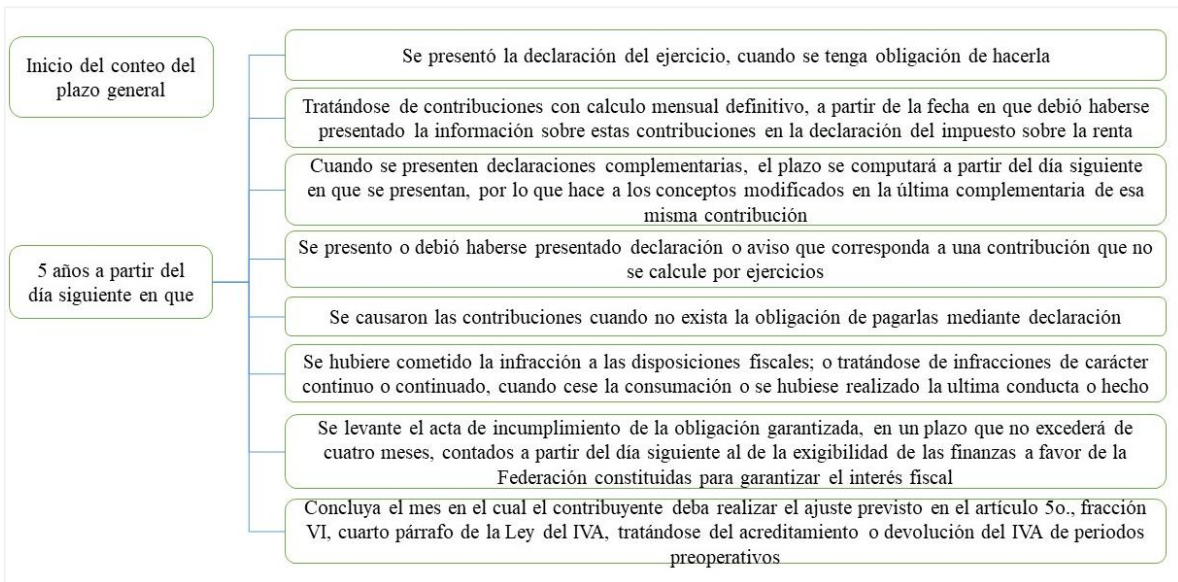 Inicio del conteo del
plazo general
5 años a partir del
día siguiente en que
Se presentó la declaración del ejercicio, cuando se tenga obligación de hacerla
Tratándose de contribuciones con calculo mensual definitivo, a partir de la fecha en que debió haberse
presentado la información sobre estas contribuciones en la declaración del impuesto sobre la renta
Cuando se presenten declaraciones complementarias, el plazo se computará a partir del día siguiente
en que se presentan, por lo que hace a los conceptos modificados en la última complementaria de esa
misma contribución
Se presento o debió haberse presentado declaración o aviso que corresponda a una contribución que no
se calcule por ejercicios
Se causaron las contribuciones cuando no exista la obligación de pagarlas mediante declaración
Se hubiere cometido la infracción a las disposiciones fiscales; o tratándose de infracciones de carácter
continuo o continuado, cuando cese la consumación o se hubiese realizado la ultima conducta o hecho
Se levante el acta de incumplimiento de la obligación garantizada, en un plazo que no excederá de
cuatro meses, contados a partir del día siguiente al de la exigibilidad de las finanzas a favor de la
Federación constituidas para garantizar el interés fiscal
Concluya el mes en el cual el contribuyente deba realizar el ajuste previsto en el artículo 5o., fracción
VI, cuarto párrafo de la Ley del IVA, tratándose del acreditamiento o devolución del IVA de periodos
preoperativos